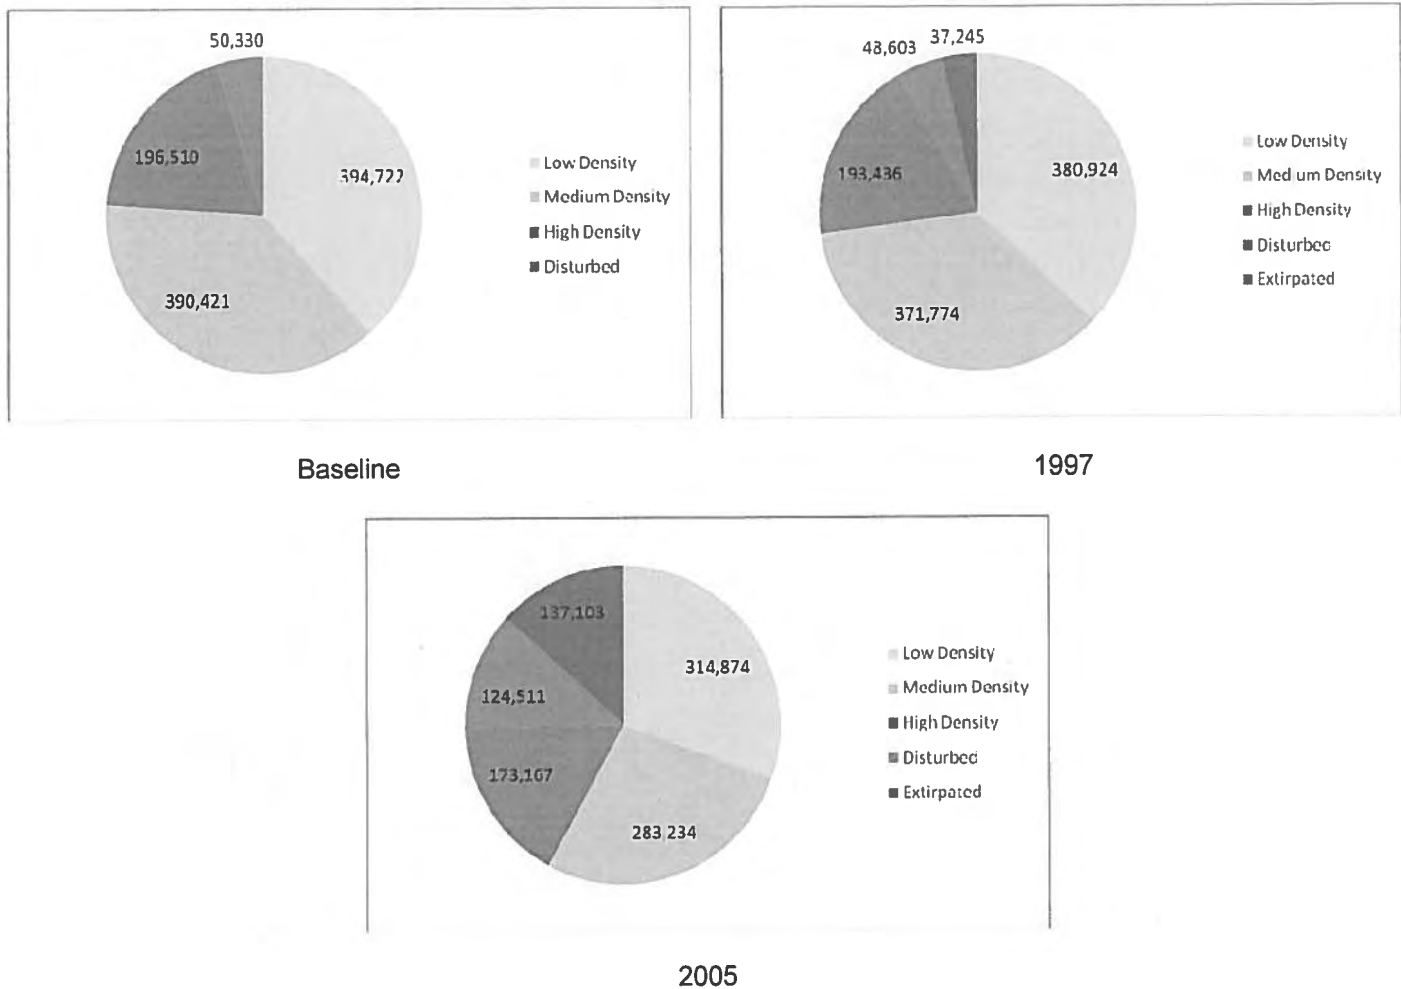 50,330
196,510
394,722
390,421
Low Density
Medium Density
High Density
Disturbed
Baseline
48,603
37,245
193,436
380,924
371,774
Low Density
Medium Density
High Density
Disturbed
Extirpated
1997
137,103
314,874
124,511
173,167
283,234
Low Density
Medium Density
High Density
Disturbed
Extirpated
2005